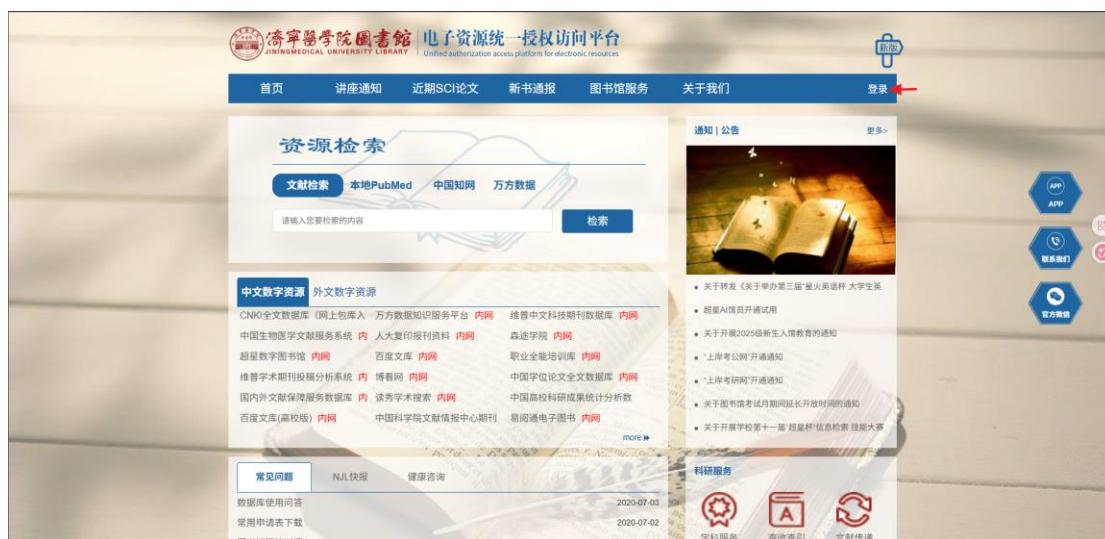 濟寧醫學院圖書館 电子资源统一授权访问平台
JININGMEDICAL UNIVERSITY LIBRARY Unified authorization access platform for electronic resources
新版
首页 讲座通知 近期SCI论文 新书通报 图书馆服务 关于我们 登录
资源检索
文献检索 本地PubMed 中国知网 万方数据
请输入您要检索的内容 检索
通知 | 公告 更多>
APP
APP
联系我们
官方微信
中文数字资源 外文数字资源
CNKI全文数据库（网上包库入 万方数据知识服务平台 内网 维普中文科技期刊数据库 内网
中国生物医学文献服务系统 内 人大复印报刊资料 内网 森途学院 内网
超星数字图书馆 内网 百度文库 内网 职业全能培训库 内网
维普学术期刊投稿分析系统 内 博看网 内网 中国学位论文全文数据库 内网
国内外文献保障服务数据库 内 读秀学术搜索 内网 中国高校科研成果统计分析数
百度文库(高校版) 内网 中国科学院文献情报中心期刊 易阅通电子图书 内网
more
关于转发《关于举办第三届“星火英语杯·大学生英
超星AI馆员开通试用
关于开展2025级新生入馆教育的通知
“上岸考公网”开通通知
“上岸考研网”开通通知
关于图书馆考试月期间延长开放时间的通知
关于开展学校第十一届“超星杯”信息检索 技能大赛
常见问题 NJL快报 健康咨询
数据库使用问答 2020-07-03
常用申请表下载 2020-07-02
科研服务
学科服务 查收查引 文献传递